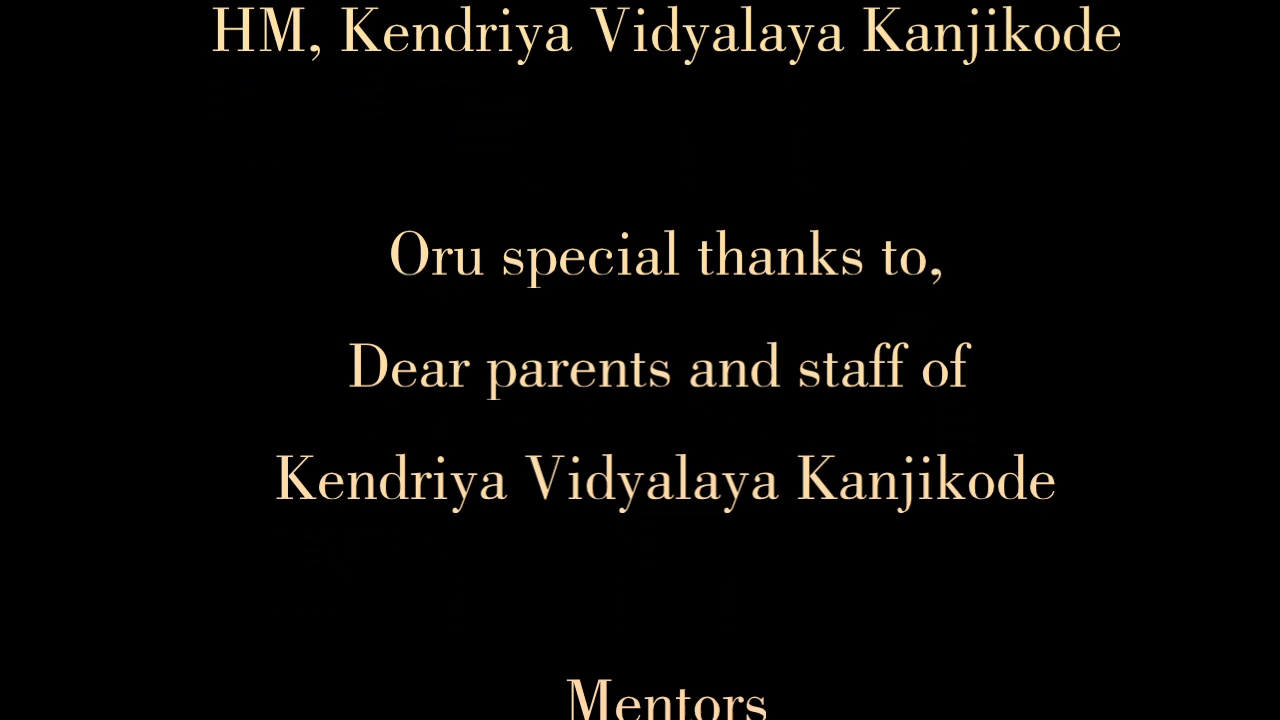 HM, Kendriya Vidyalaya Kanjikode
Oru special thanks to,
Dear parents and staff of
Kendriya Vidyalaya Kanjikode
Mentors